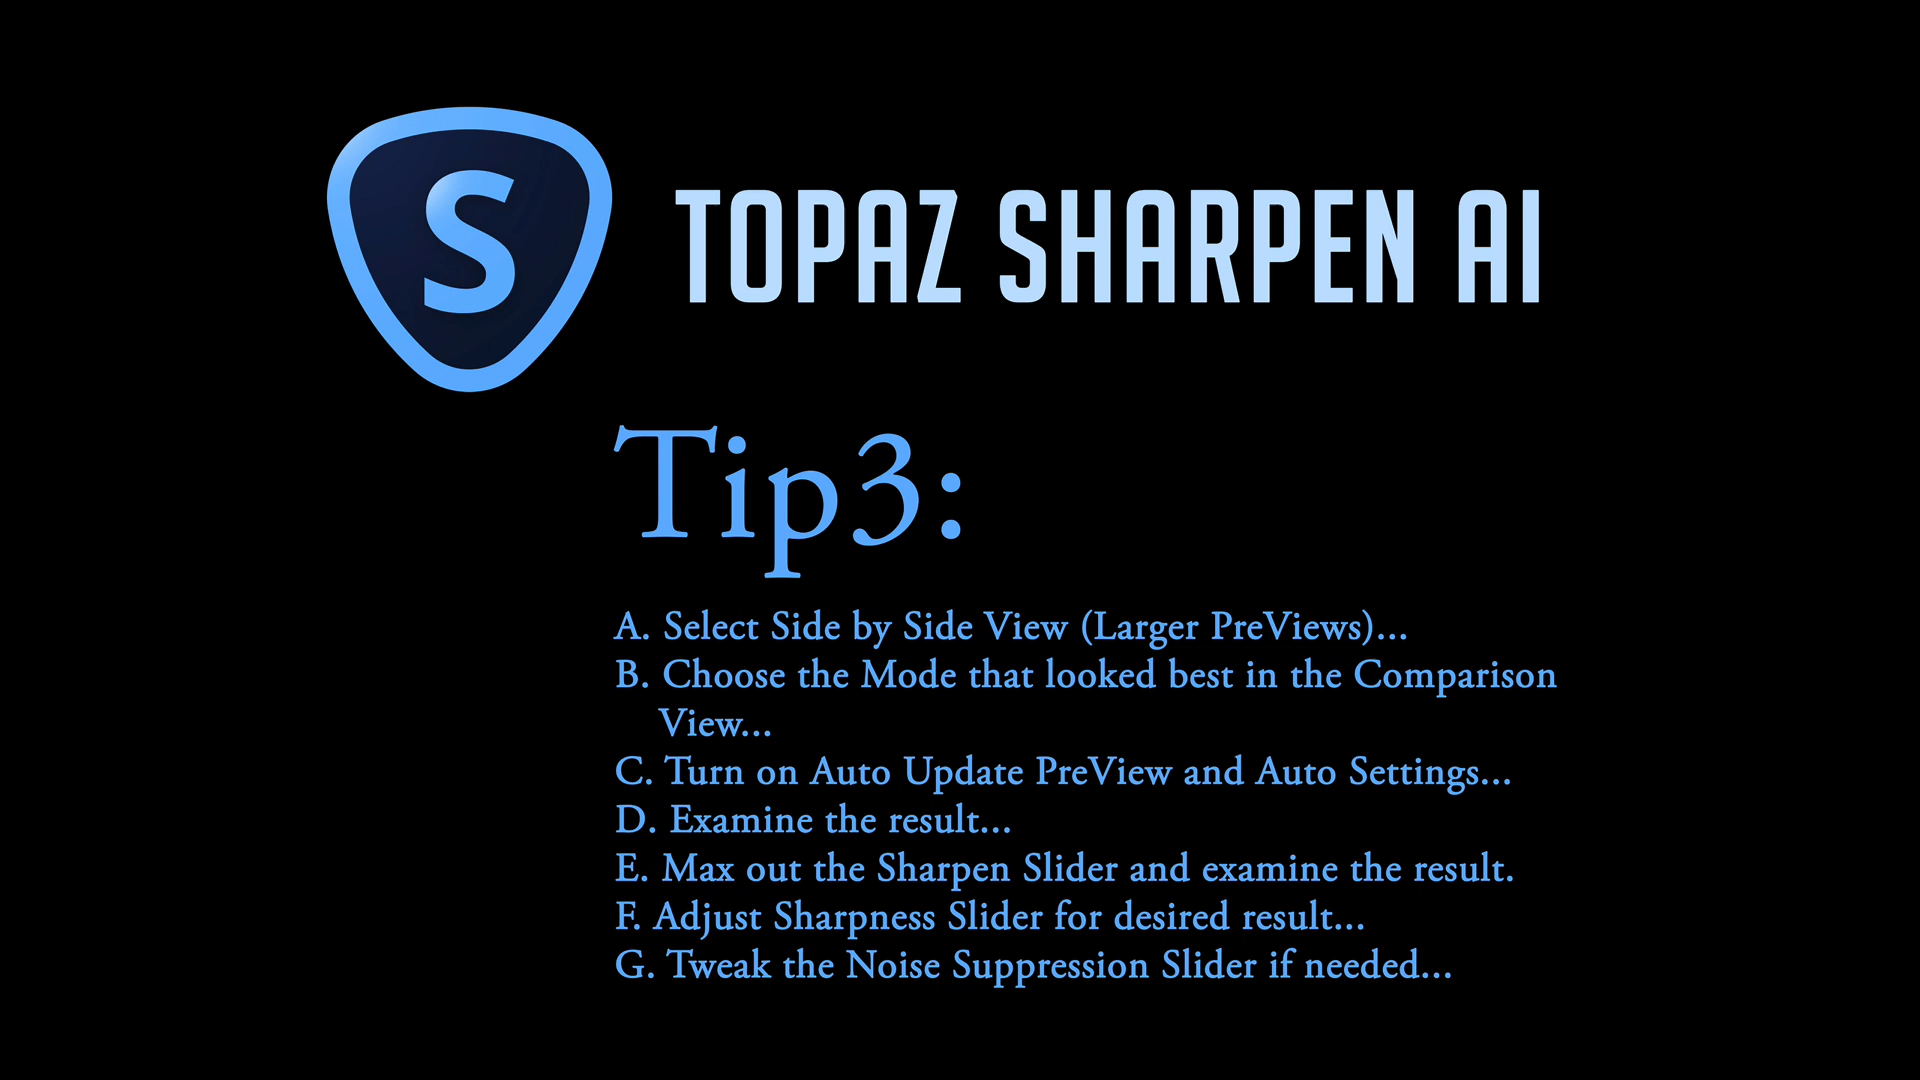 S
TOPAZ SHARPEN AI
Tip3:
A. Select Side by Side View (Larger PreViews)...
B. Choose the Mode that looked best in the Comparison
View...
C. Turn on Auto Update PreView and Auto Settings...
D. Examine the result...
E. Max out the Sharpen Slider and examine the result.
F. Adjust Sharpness Slider for desired result...
G. Tweak the Noise Suppression Slider if needed...